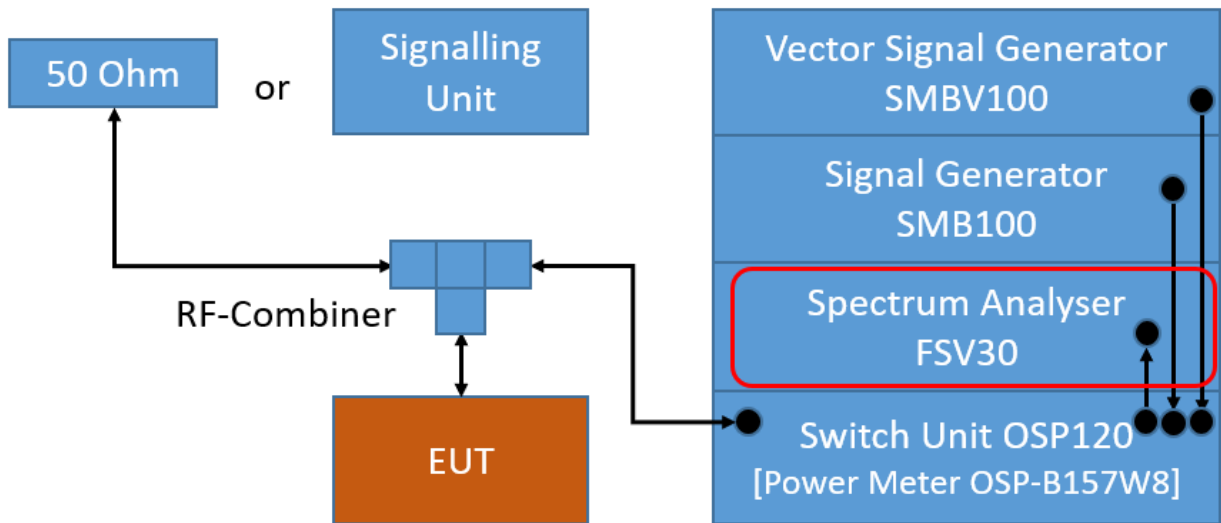 50 Ohm
or
Signalling
Unit
RF-Combiner
EUT
Vector Signal Generator
SMBV100
Signal Generator
SMB100
Spectrum Analyser
FSV30
Switch Unit OSP120
[Power Meter OSP-B157W8]